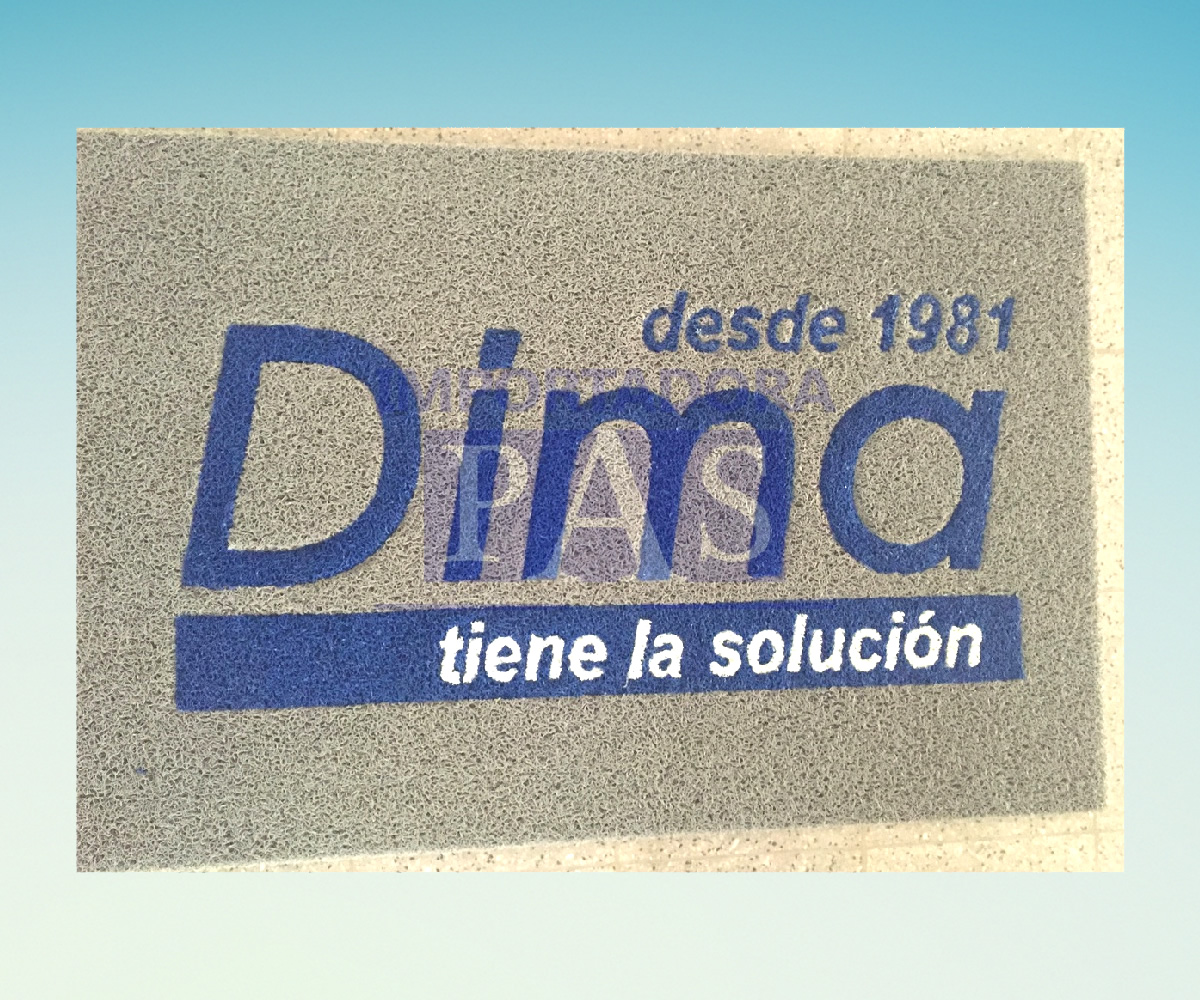 desde 1981
Dima
IMPORTADORA
PAS
tiene la solución